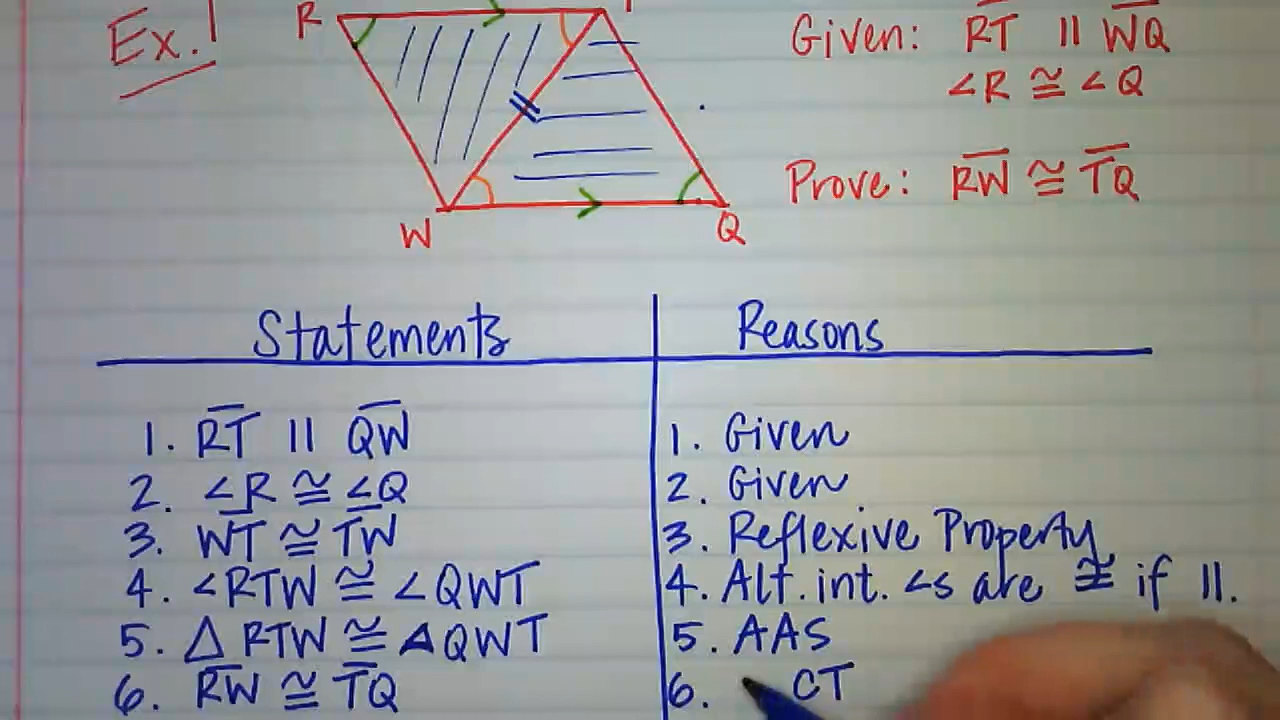 Ex. 1
R
W
Q
Given: RT || WQ
∠R ≅ ∠Q
Prove: RW ≅ TQ
Statements
Reasons
1. RT || QW
1. Given
2. ∠R ≅ ∠Q
2. Given
3. WT ≅ TW
3. Reflexive Property
4. ∠RTW ≅ ∠QWT
4. Alt. int. ∠s are ≅ if ||.
5. △RTW ≅ △QWT
5. AAS
6. RW ≅ TQ
6. CT